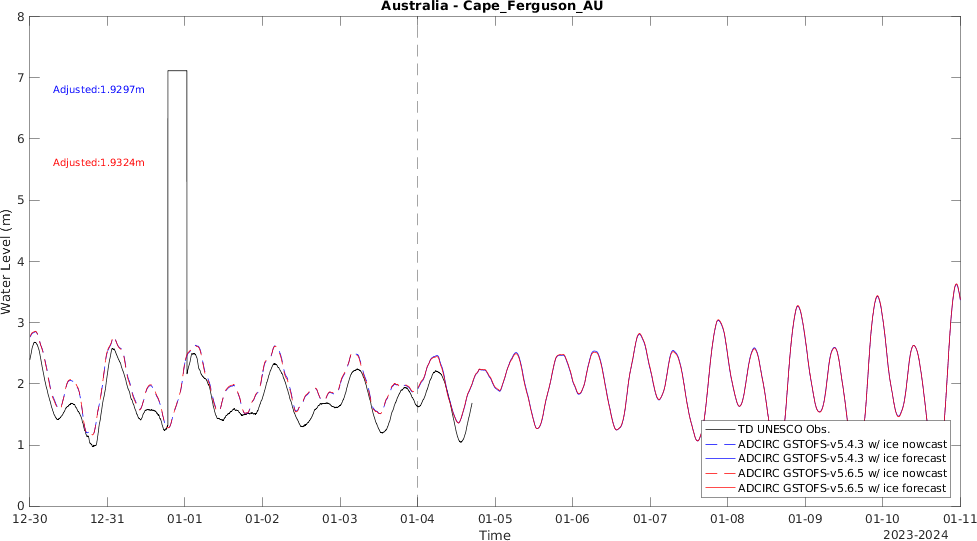 Australia - Cape_Ferguson_AU
8
7
6
5
4
3
2
1
0
Water Level (m)
Adjusted:1.9297m
Adjusted:1.9324m
TD UNESCO Obs.
ADCIRC GSTOFS-v5.4.3 w/ ice nowcast
ADCIRC GSTOFS-v5.4.3 w/ ice forecast
ADCIRC GSTOFS-v5.6.5 w/ ice nowcast
ADCIRC GSTOFS-v5.6.5 w/ ice forecast
12-30 12-31 01-01 01-02 01-03 01-04 01-05 01-06 01-07 01-08 01-09 01-10 01-11
Time
2023-2024